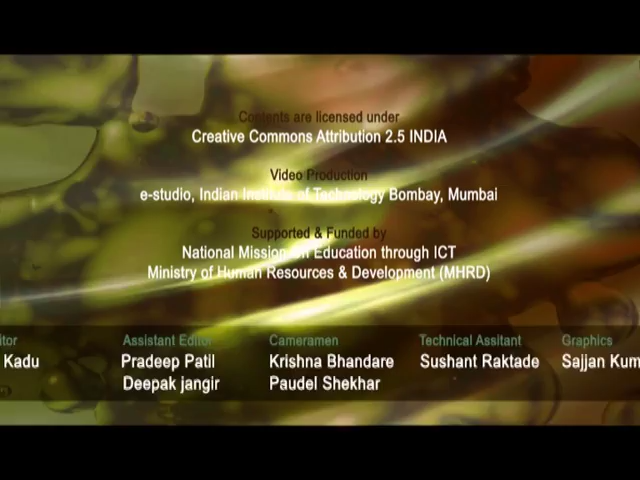 Contents are licensed under
Creative Commons Attribution 2.5 INDIA
Video Production
e-studio, Indian Institute of Technology Bombay, Mumbai
Supported & Funded by
National Mission on Education through ICT
Ministry of Human Resources & Development (MHRD)
Assistant Editor Cameramen Technical Assitant Graphics
Kadu Pradeep Patil Krishna Bhandare Sushant Raktade Sajjan
Deepak jangir Paudel Shekhar